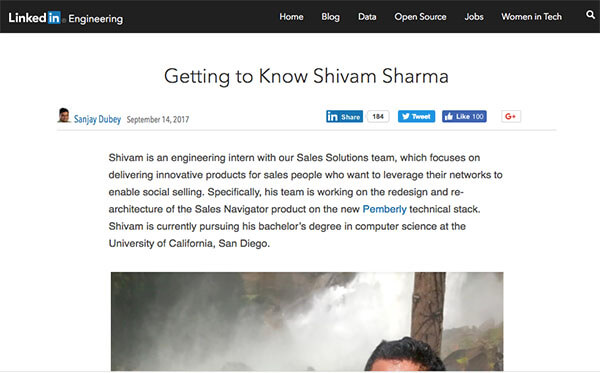 Linked in Engineering Home Blog Data Open Source Jobs Women in Tech
Getting to Know Shivam Sharma
Sanjay Dubey September 14, 2017 in Share 184 Tweet Like 100 G+
Shivam is an engineering intern with our Sales Solutions team, which focuses on
delivering innovative products for sales people who want to leverage their networks to
enable social selling. Specifically, his team is working on the redesign and re-
architecture of the Sales Navigator product on the new Pemberly technical stack.
Shivam is currently pursuing his bachelor's degree in computer science at the
University of California, San Diego.